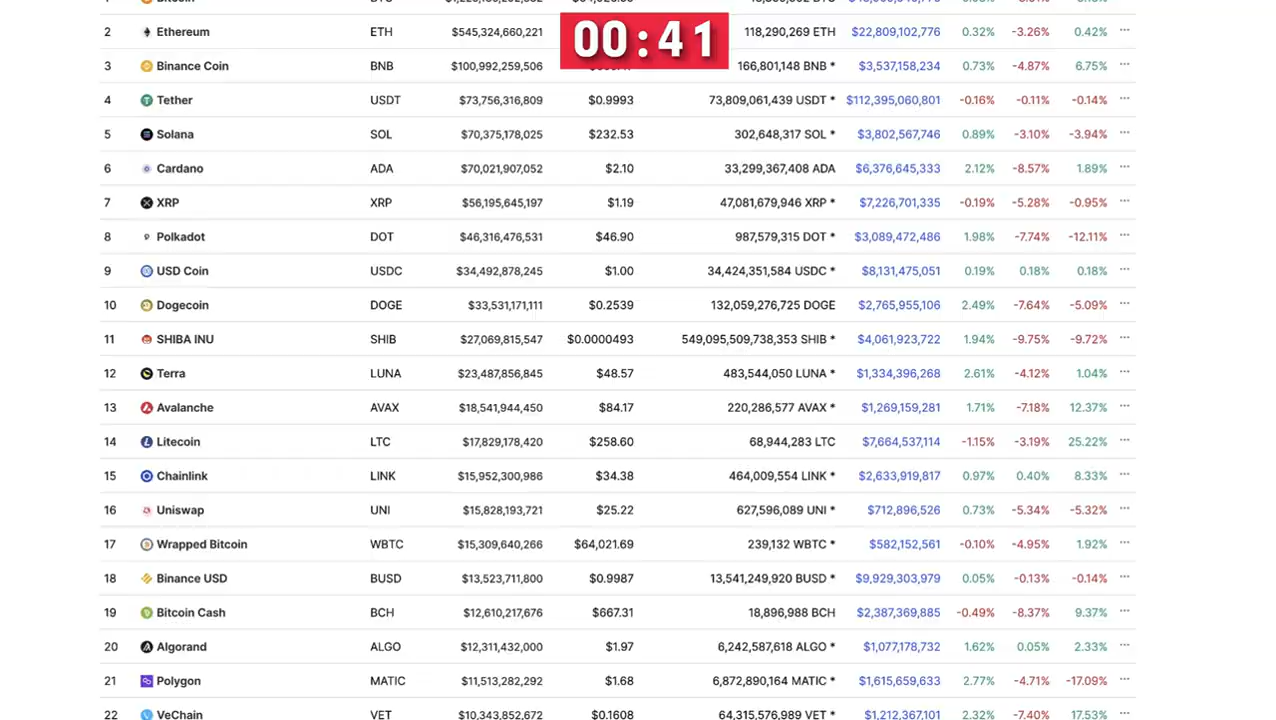 2 Ethereum ETH $545,324,660,221 118,290,269 ETH $22,809,102,776 0.32% -3.26% 0.42% ...
00:41
3 Binance Coin BNB $100,992,259,506 166,801,148 BNB * $3,537,158,234 0.73% -4.87% 6.75% ...
4 Tether USDT $73,756,316,809 $0.9993 73,809,061,439 USDT * $112,395,060,801 -0.16% -0.11% -0.14% ...
5 Solana SOL $70,375,178,025 $232.53 302,648,317 SOL * $3,802,567,746 0.89% -3.10% -3.94% ...
6 Cardano ADA $70,021,907,052 $2.10 33,299,367,408 ADA $6,376,645,333 2.12% -8.57% 1.89% ...
7 XRP XRP $56,195,645,197 $1.19 47,081,679,946 XRP * $7,226,701,335 -0.19% -5.28% -0.95% ...
8 Polkadot DOT $46,316,476,531 $46.90 987,579,315 DOT * $3,089,472,486 1.98% -7.74% -12.11% ...
9 USD Coin USDC $34,492,878,245 $1.00 34,424,351,584 USDC * $8,131,475,051 0.19% 0.18% 0.18% ...
10 Dogecoin DOGE $33,531,171,111 $0.2539 132,059,276,725 DOGE $2,765,955,106 2.49% -7.64% -5.09% ...
11 SHIBA INU SHIB $27,069,815,547 $0.0000493 549,095,509,738,353 SHIB * $4,061,923,722 1.94% -9.75% -9.72% ...
12 Terra LUNA $23,487,856,845 $48.57 483,544,050 LUNA * $1,334,396,268 2.61% -4.12% 1.04% ...
13 Avalanche AVAX $18,541,944,450 $84.17 220,286,577 AVAX * $1,269,159,281 1.71% -7.18% 12.37% ...
14 Litecoin LTC $17,829,178,420 $258.60 68,944,283 LTC $7,664,537,114 -1.15% -3.19% 25.22% ...
15 Chainlink LINK $15,952,300,986 $34.38 464,009,554 LINK * $2,633,919,817 0.97% 0.40% 8.33% ...
16 Uniswap UNI $15,828,193,721 $25.22 627,596,089 UNI * $712,896,526 0.73% -5.34% -5.32% ...
17 Wrapped Bitcoin WBTC $15,309,640,266 $64,021.69 239,132 WBTC * $582,152,561 -0.10% -4.95% 1.92% ...
18 Binance USD BUSD $13,523,711,800 $0.9987 13,541,249,920 BUSD * $9,929,303,979 0.05% -0.13% -0.14% ...
19 Bitcoin Cash BCH $12,610,217,676 $667.31 18,896,988 BCH $2,387,369,885 -0.49% -8.37% 9.37% ...
20 Algorand ALGO $12,311,432,000 $1.97 6,242,587,618 ALGO * $1,077,178,732 1.62% 0.05% 2.33% ...
21 Polygon MATIC $11,513,282,292 $1.68 6,872,890,164 MATIC * $1,615,659,633 2.77% -4.71% -17.09% ...
22 VeChain VET $10,343,852,672 $0.1608 64,315,576,989 VET * $1,212,367,101 2.32% -7.40% 17.53% ...